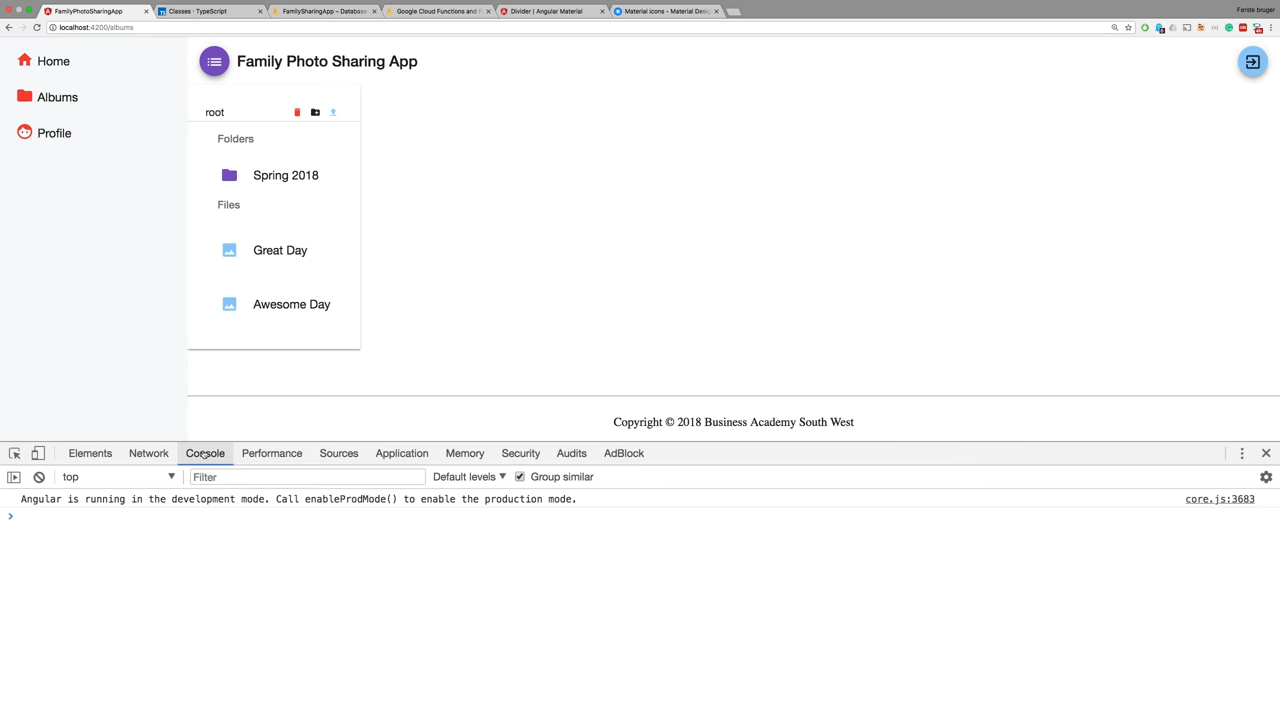 FamilyPhotoSharingApp
Classes · TypeScript
FamilySharingApp – Database
Google Cloud Functions and F
Divider | Angular Material
Material icons - Material Desig
Første bruger
localhost:4200/albums
Home
Albums
Profile
Family Photo Sharing App
root
Folders
Spring 2018
Files
Great Day
Awesome Day
Copyright © 2018 Business Academy South West
Elements Network Console Performance Sources Application Memory Security Audits AdBlock
top Filter Default levels Group similar
Angular is running in the development mode. Call enableProdMode() to enable the production mode. core.js:3683